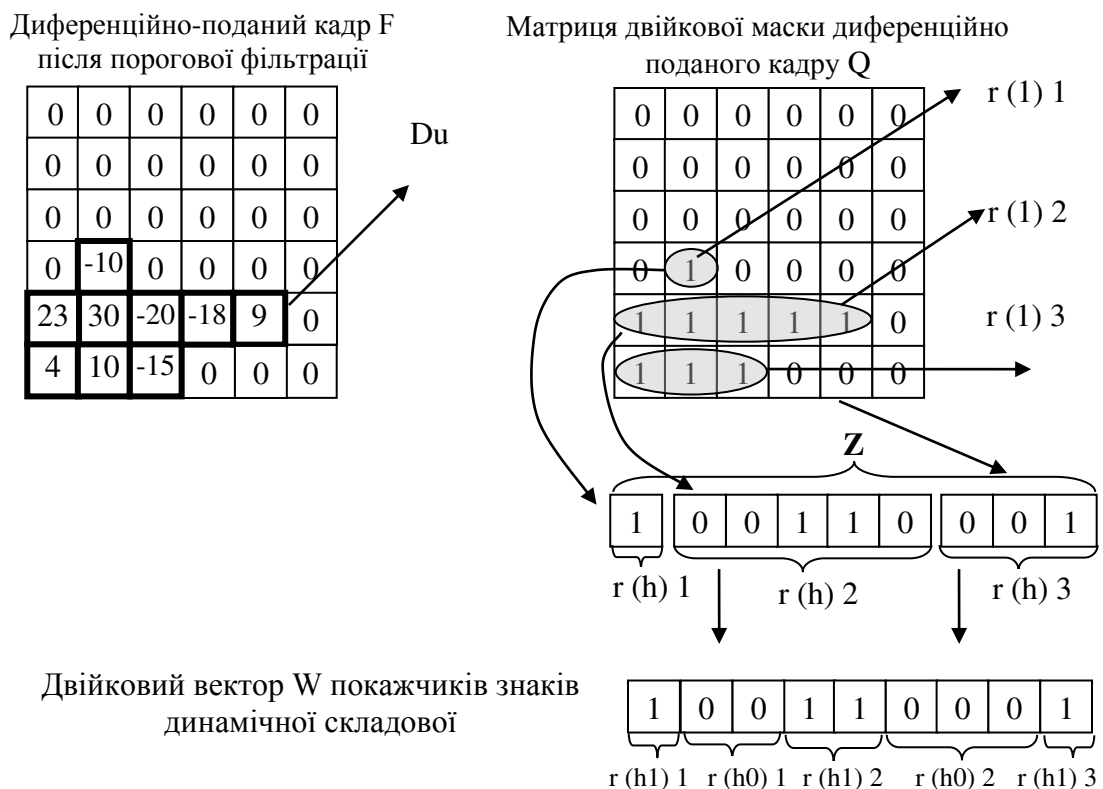 Диференційно-поданий кадр F
після порогової фільтрації
Матриця двійкової маски диференційно
поданого кадру Q
0 0 0 0 0 0
0 0 0 0 0 0
0 0 0 0 0 0
0 -10 0 0 0 0
23 30 -20 -18 9 0
4 10 -15 0 0 0
Du
0 0 0 0 0 0
0 0 0 0 0 0
0 0 0 0 0 0
0 1 0 0 0 0
1 1 1 1 1 0
1 1 1 0 0 0
r (1) 1
r (1) 2
r (1) 3
Z
1 0 0 1 1 0 0 0 1
r (h) 1 r (h) 2 r (h) 3
Двійковий вектор W покажчиків знаків
динамічної складової
1 0 0 1 1 0 0 0 1
r (h1) 1 r (h0) 1 r (h1) 2 r (h0) 2 r (h1) 3